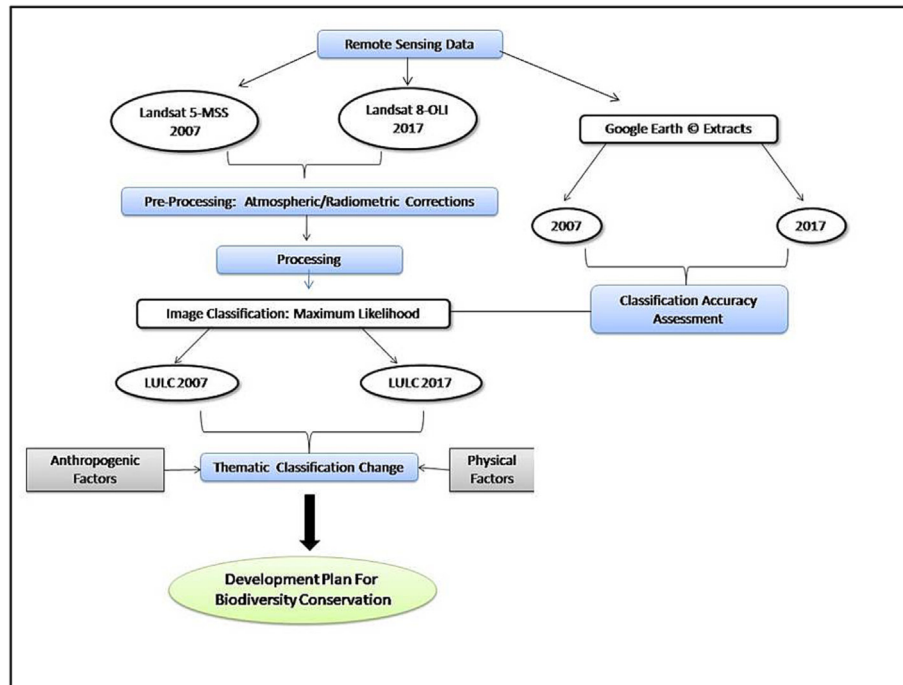 Remote Sensing Data
Landsat 5-MSS
2007
Landsat 8-OLI
2017
Google Earth © Extracts
Pre-Processing: Atmospheric/Radiometric Corrections
2007
2017
Processing
Image Classification: Maximum Likelihood
Classification Accuracy
Assessment
LULC 2007
LULC 2017
Anthropogenic
Factors
Thematic Classification Change
Physical
Factors
Development Plan For
Biodiversity Conservation